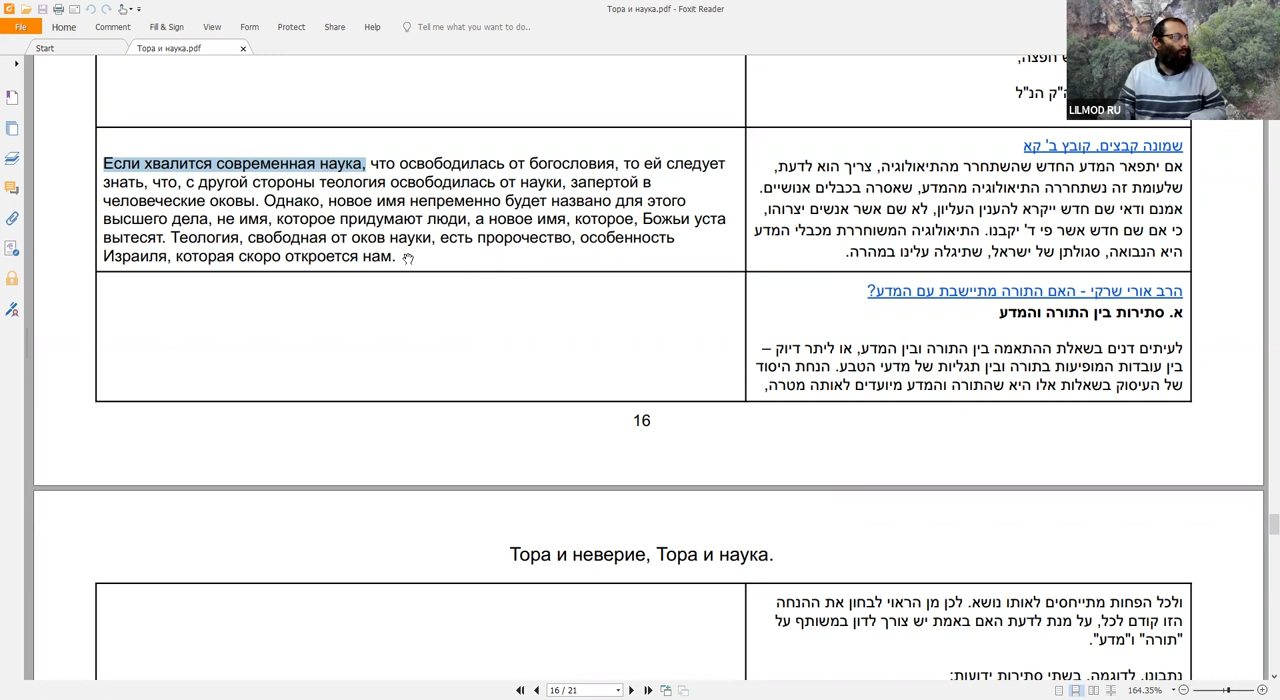 Тора и наука.pdf - Foxit Reader
File Home Comment Fill & Sign View Form Protect Share Help Tell me what you want to do..
Start Тора и наука.pdf
LILMOD RU
ה"ק הנ"ל
Если хвалится современная наука, что освободилась от богословия, то ей следует
знать, что, с другой стороны теология освободилась от науки, запертой в
человеческие оковы. Однако, новое имя непременно будет названо для этого
высшего дела, не имя, которое придумают люди, а новое имя, которое, Божьи уста
вытесят. Теология, свободная от оков науки, есть пророчество, особенность
Израиля, которая скоро откроется нам.
שמונה קבצים, קובץ ב' קא
אם יתפאר המדע החדש שהשתחרר מהתיאולוגיה, צריך הוא לדעת,
שלעומת זה נשתחררה התיאולוגיה מהמדע, שאסרה בכבלים אנושיים.
אמנם ודאי שם חדש ייקרא להענין העליון, לא שם אשר אנשים יצרוהו,
כי אם שם חדש אשר פי ד' יקבנו. התיאולוגיה המשוחררת מכבלי המדע
היא הנבואה, סגולתן של ישראל, שתיגלה עלינו במהרה.
הרב אורי שרקי - האם התורה מתיישבת עם המדע?
א. סתירות בין התורה והמדע
לעיתים דנים בשאלת ההתאמה בין התורה ובין המדע, או ליתר דיוק –
בין עובדות המופיעות בתורה ובין תגליות של מדעי הטבע. הנחת היסוד
של העיסוק בשאלות אלו היא שהתורה והמדע מיועדים לאותה מטרה,
16
Тора и неверие, Тора и наука.
ולכל הפחות מתייחסים לאותו נושא. לכן מן הראוי לבחון את ההנחה
הזו קודם לכל, על מנת לדעת האם באמת יש צורך לדון במשותף על
"תורה" ו"מדע".
נתבונן, לדוגמה, בשתי סתירות ידועות:
16 / 21
164.35%